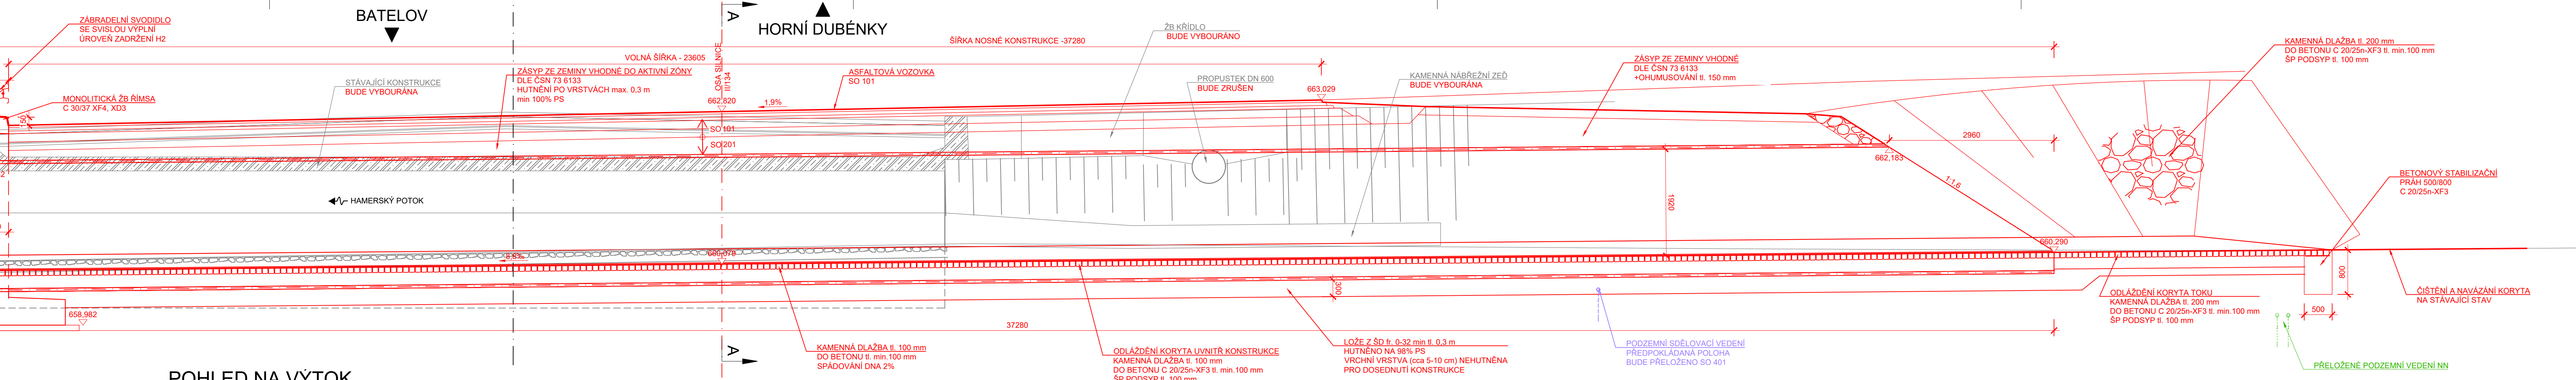 ZÁBRADELNÍ SVODIDLO
SE SVISLOU VÝPLNÍ
ÚROVEŇ ZADRŽENÍ H2
BATELOV
A
HORNÍ DUBÉNKY
ŠÍŘKA NOSNÉ KONSTRUKCE -37280
ŽB KŘÍDLO
BUDE VYBOURÁNO
KAMENNÁ DLAŽBA tl. 200 mm
DO BETONU C 20/25n-XF3 tl. min.100 mm
ŠP PODSYP tl. 100 mm
VOLNÁ ŠÍŘKA - 23605
OSA SILNICE
II/134
ZÁSYP ZE ZEMINY VHODNÉ
DLE ČSN 73 6133
+OHUMUSOVÁNÍ tl. 150 mm
STÁVAJÍCÍ KONSTRUKCE
BUDE VYBOURÁNA
ZÁSYP ZE ZEMINY VHODNÉ DO AKTIVNÍ ZÓNY
DLE ČSN 73 6133
HUTNĚNÍ PO VRSTVÁCH max. 0,3 m
min 100% PS
ASFALTOVÁ VOZOVKA
SO 101
PROPUSTEK DN 600
BUDE ZRUŠEN
KAMENNÁ NÁBŘEŽNÍ ZEĎ
BUDE VYBOURÁNA
663,029
MONOLITICKÁ ŽB ŘÍMSA
C 30/37 XF4, XD3
662,820
1,9%
150
SO 101
SO 201
2960
662,183
1:1,6
BETONOVÝ STABILIZAČNÍ
PRÁH 500/800
C 20/25n-XF3
HAMERSKÝ POTOK
1920
660,290
800
300
ODLÁŽDĚNÍ KORYTA TOKU
KAMENNÁ DLAŽBA tl. 200 mm
DO BETONU C 20/25n-XF3 tl. min.100 mm
ŠP PODSYP tl. 100 mm
ČIŠTĚNÍ A NAVÁZÁNÍ KORYTA
NA STÁVAJÍCÍ STAV
500
658,982
37280
KAMENNÁ DLAŽBA tl. 100 mm
DO BETONU tl. min.100 mm
SPÁDOVÁNÍ DNA 2%
A
ODLÁŽDĚNÍ KORYTA UVNITŘ KONSTRUKCE
KAMENNÁ DLAŽBA tl. 100 mm
DO BETONU C 20/25n-XF3 tl. min.100 mm
ŠP PODSYP tl. 100 mm
LOŽE Z ŠD fr. 0-32 min tl. 0,3 m
HUTNĚNO NA 98% PS
VRCHNÍ VRSTVA (cca 5-10 cm) NEHUTNĚNA
PRO DOSEDNUTÍ KONSTRUKCE
PODZEMNÍ SDĚLOVACÍ VEDENÍ
PŘEDPOKLÁDANÁ POLOHA
BUDE PŘELOŽENO SO 401
PŘELOŽENÉ PODZEMNÍ VEDENÍ NN
POHLED NA VÝTOK